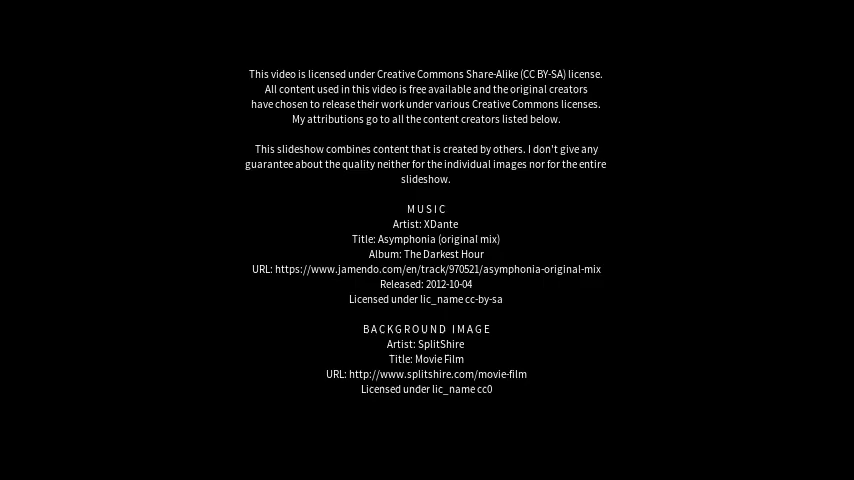 This video is licensed under Creative Commons Share-Alike (CC BY-SA) license.
All content used in this video is free available and the original creators
have chosen to release their work under various Creative Commons licenses.
My attributions go to all the content creators listed below.
This slideshow combines content that is created by others. I don't give any
guarantee about the quality neither for the individual images nor for the entire
slideshow.
MUSIC
Artist: XDante
Title: Asymphonia (original mix)
Album: The Darkest Hour
URL: https://www.jamendo.com/en/track/970521/asymphonia-original-mix
Released: 2012-10-04
Licensed under lic_name cc-by-sa
BACKGROUND IMAGE
Artist: SplitShire
Title: Movie Film
URL: http://www.splitshire.com/movie-film
Licensed under lic_name cc0